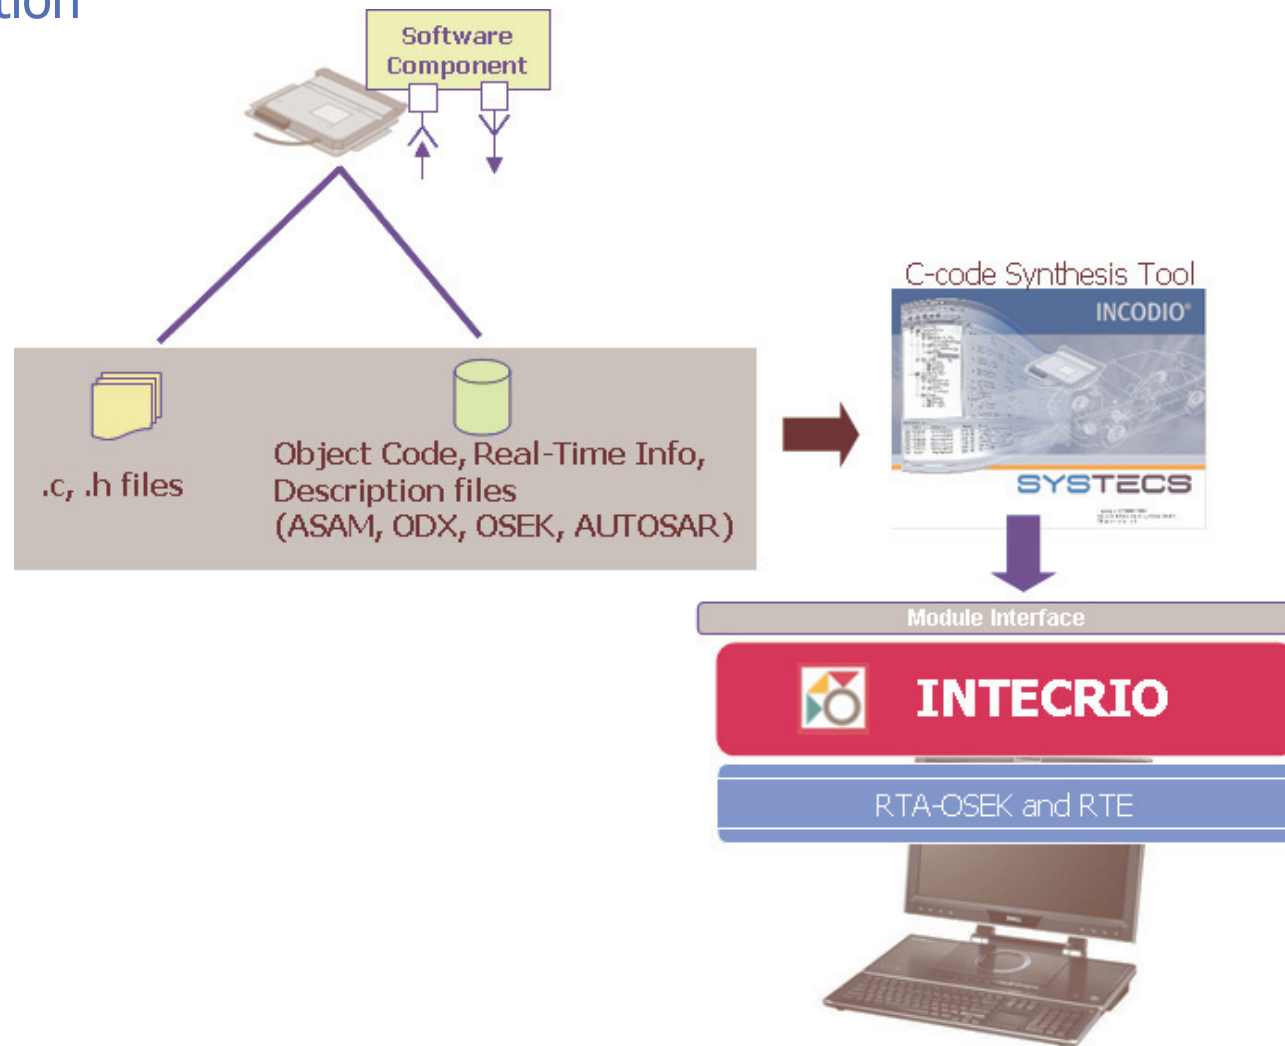 Software
Component
C-code Synthesis Tool
INCODIO®
SYSTECS
.c, .h files
Object Code, Real-Time Info,
Description files
(ASAM, ODX, OSEK, AUTOSAR)
Module Interface
INTECRIO
RTA-OSEK and RTE
DELL